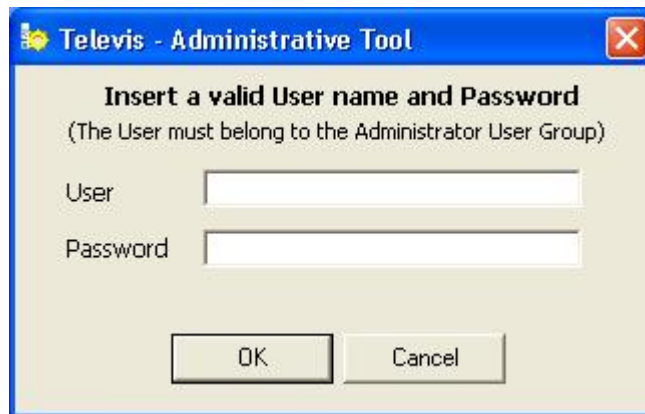 Televis - Administrative Tool
Insert a valid User name and Password
(The User must belong to the Administrator User Group)
User
Password
OK Cancel